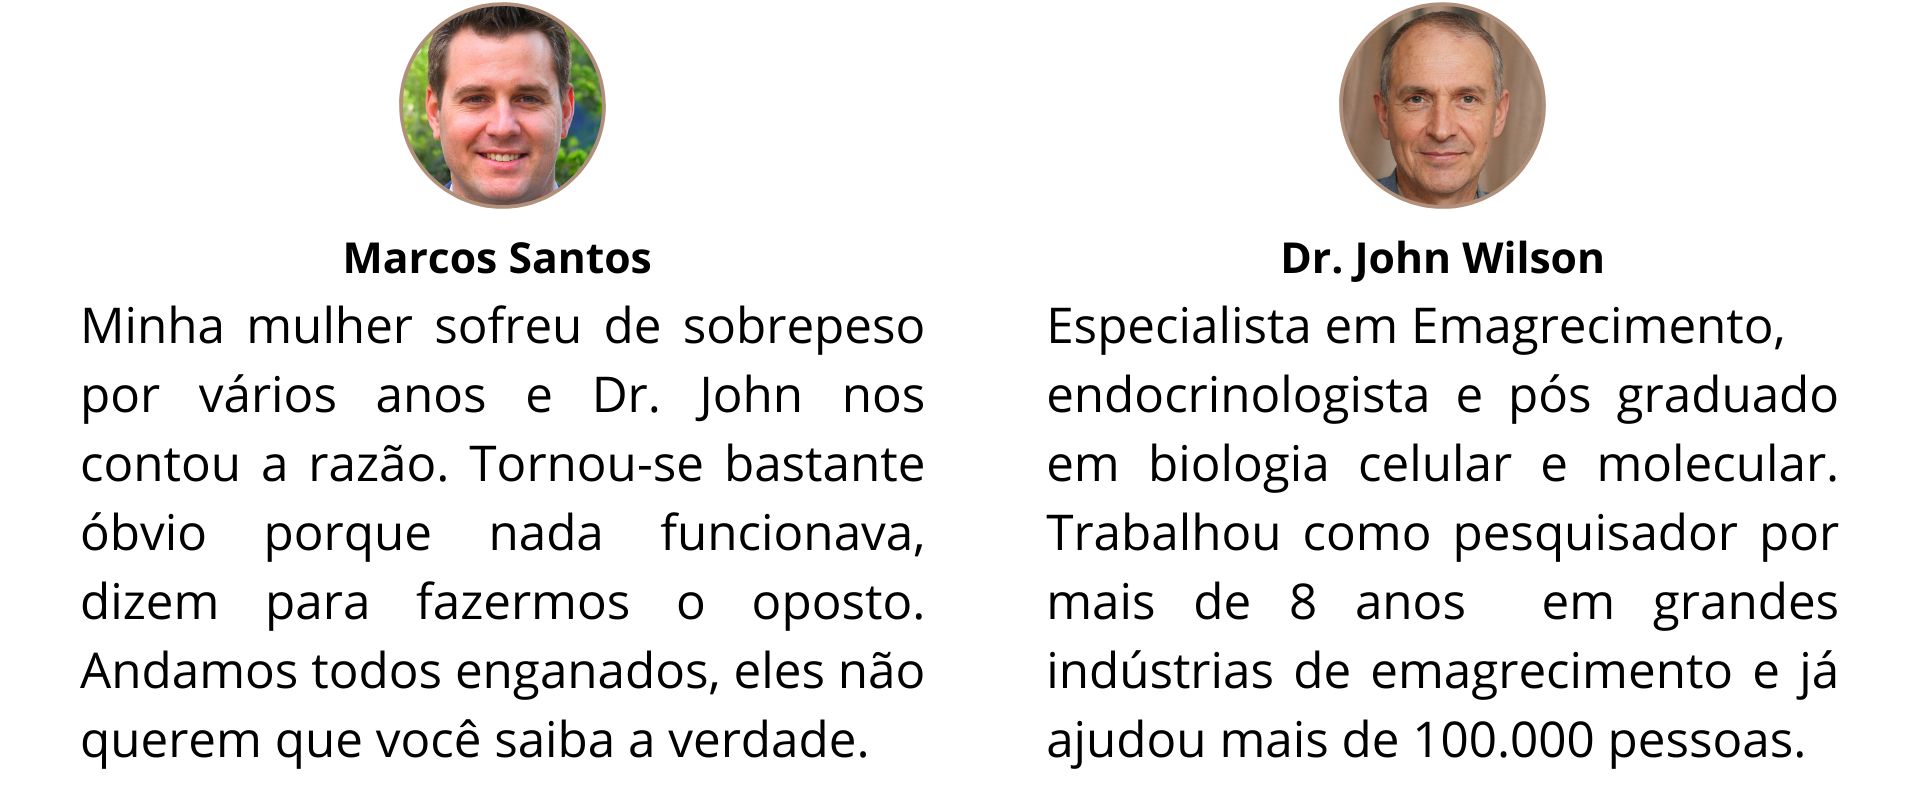 Marcos Santos
Minha mulher sofreu de sobrepeso
por vários anos e Dr. John nos
contou a razão. Tornou-se bastante
óbvio porque nada funcionava,
dizem para fazermos o oposto.
Andamos todos enganados, eles não
querem que você saiba a verdade.
Dr. John Wilson
Especialista em Emagrecimento,
endocrinologista e pós graduado
em biologia celular e molecular.
Trabalhou como pesquisador por
mais de 8 anos em grandes
indústrias de emagrecimento e já
ajudou mais de 100.000 pessoas.